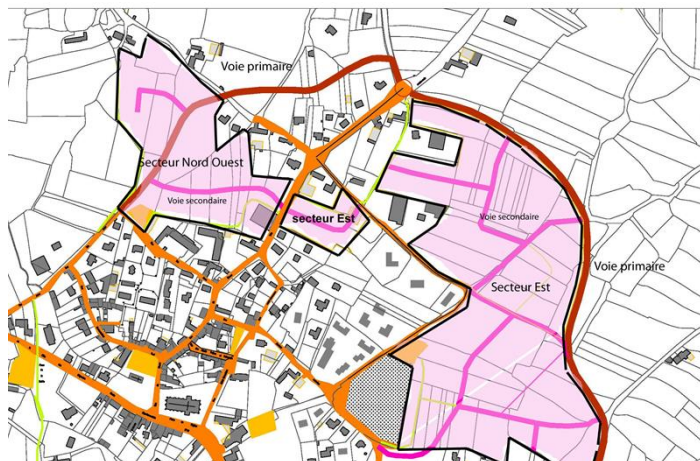 Voie primaire
Secteur Nord Ouest
Voie secondaire
secteur Est
Voie secondaire
Voie primaire
Secteur Est